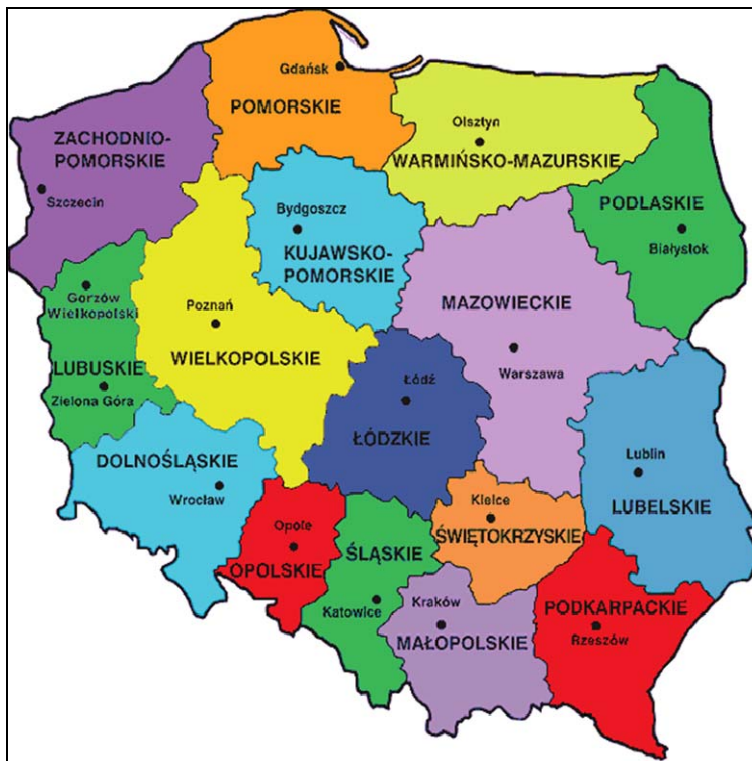 Gdańsk
POMORSKIE
Olsztyn
WARMIŃSKO-MAZURSKIE
ZACHODNIO-
POMORSKIE
Szczecin
PODLASKIE
Białystok
Bydgoszcz
KUJAWSKO-
POMORSKIE
Gorzów
Wielkopolski
LUBUSKIE
Zielona Góra
Poznań
WIELKOPOLSKIE
MAZOWIECKIE
Warszawa
Łódź
ŁÓDZKIE
DOLNOŚLĄSKIE
Wrocław
Lublin
LUBELSKIE
Opole
OPOLSKIE
ŚLĄSKIE
Katowice
Kielce
ŚWIĘTOKRZYSKIE
Kraków
MAŁOPOLSKIE
PODKARPACKIE
Rzeszów